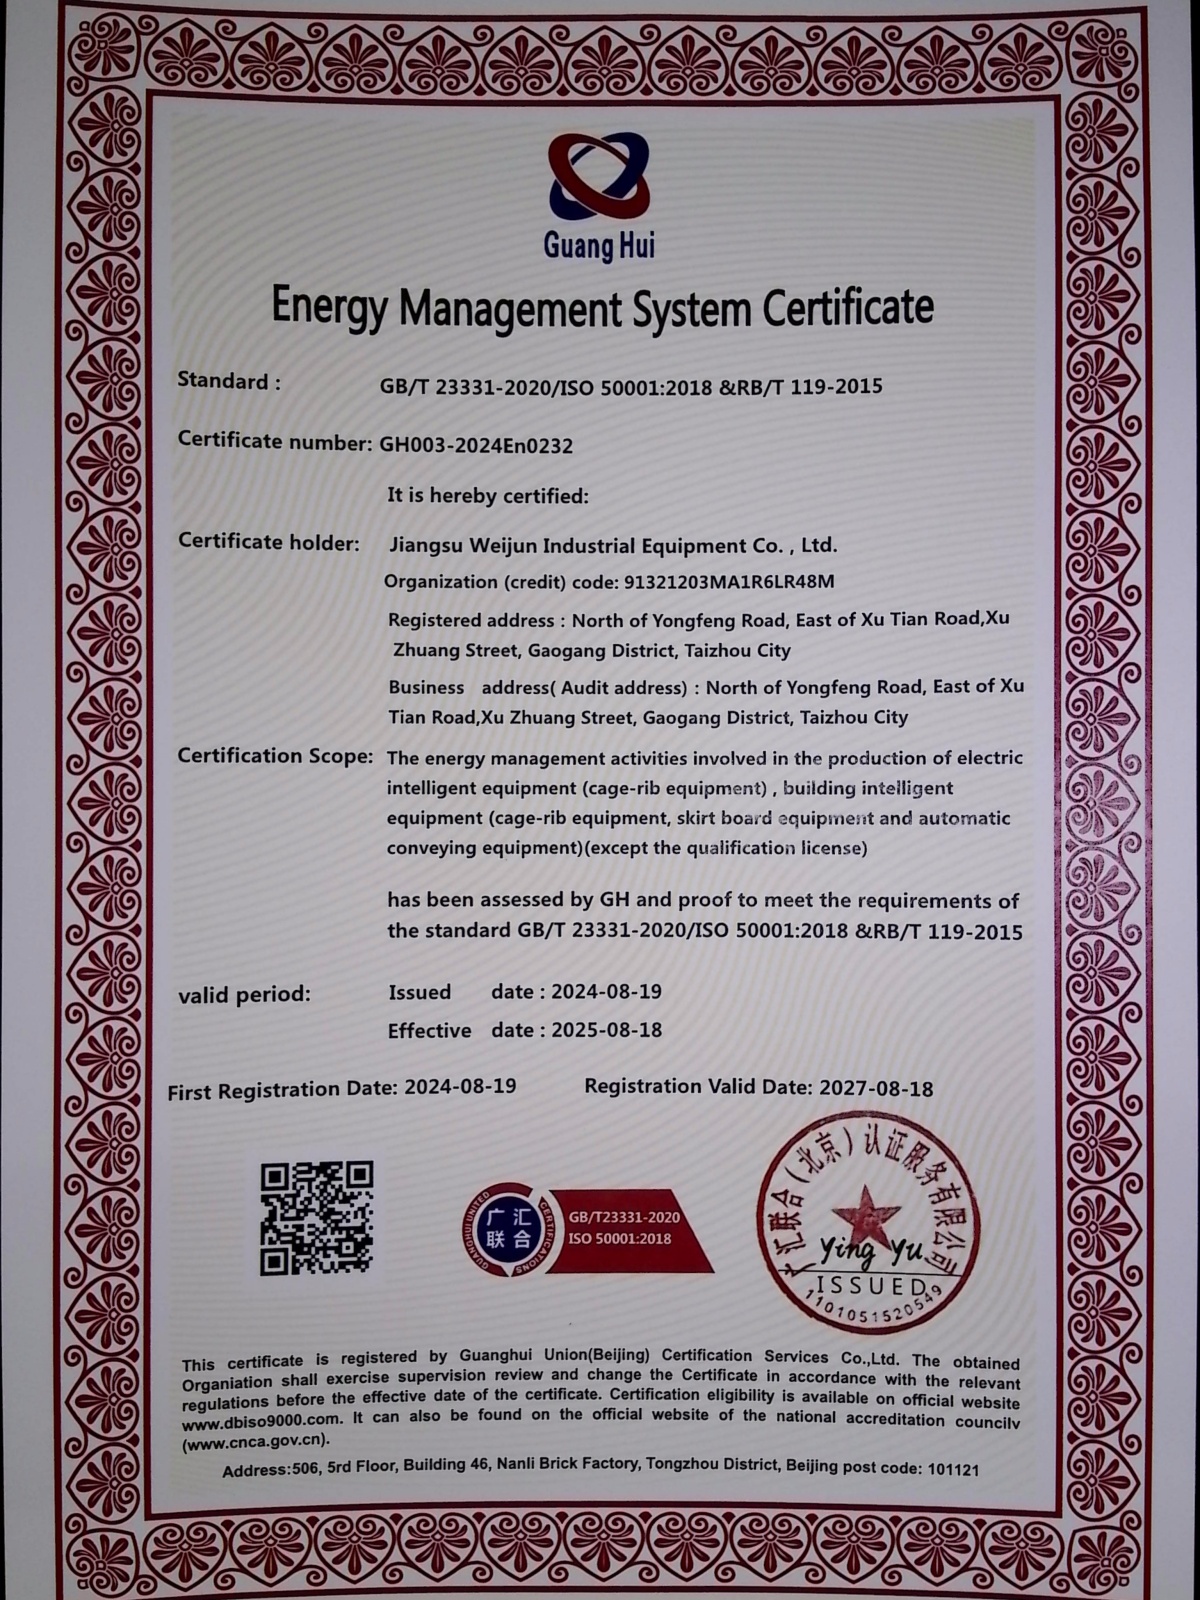 Guang Hui
Energy Management System Certificate
Standard : GB/T 23331-2020/ISO 50001:2018 &RB/T 119-2015
Certificate number: GH003-2024En0232
It is hereby certified:
Certificate holder: Jiangsu Weijun Industrial Equipment Co. , Ltd.
Organization (credit) code: 91321203MA1R6LR48M
Registered address : North of Yongfeng Road, East of Xu Tian Road,Xu
Zhuang Street, Gaogang District, Taizhou City
Business address( Audit address) : North of Yongfeng Road, East of Xu
Tian Road,Xu Zhuang Street, Gaogang District, Taizhou City
Certification Scope: The energy management activities involved in the production of electric
intelligent equipment (cage-rib equipment) , building intelligent
equipment (cage-rib equipment, skirt board equipment and automatic
conveying equipment)(except the qualification license)
has been assessed by GH and proof to meet the requirements of
the standard GB/T 23331-2020/ISO 50001:2018 &RB/T 119-2015
valid period: Issued date : 2024-08-19
Effective date : 2025-08-18
First Registration Date: 2024-08-19 Registration Valid Date: 2027-08-18
GUANGHUI UNITED CERTIFICATIONS
广汇
联合
GB/T23331-2020
ISO 50001:2018
广汇联合（北京）认证服务有限公司
Ying Yu
ISSUED
1101051520549
This certificate is registered by Guanghui Union(Beijing) Certification Services Co.,Ltd. The obtained
Organiation shall exercise supervision review and change the Certificate in accordance with the relevant
regulations before the effective date of the certificate. Certification eligibility is available on official website
www.dbiso9000.com. It can also be found on the official website of the national accreditation councilv
(www.cnca.gov.cn).
Address:506, 5rd Floor, Building 46, Nanli Brick Factory, Tongzhou District, Beijing post code: 101121